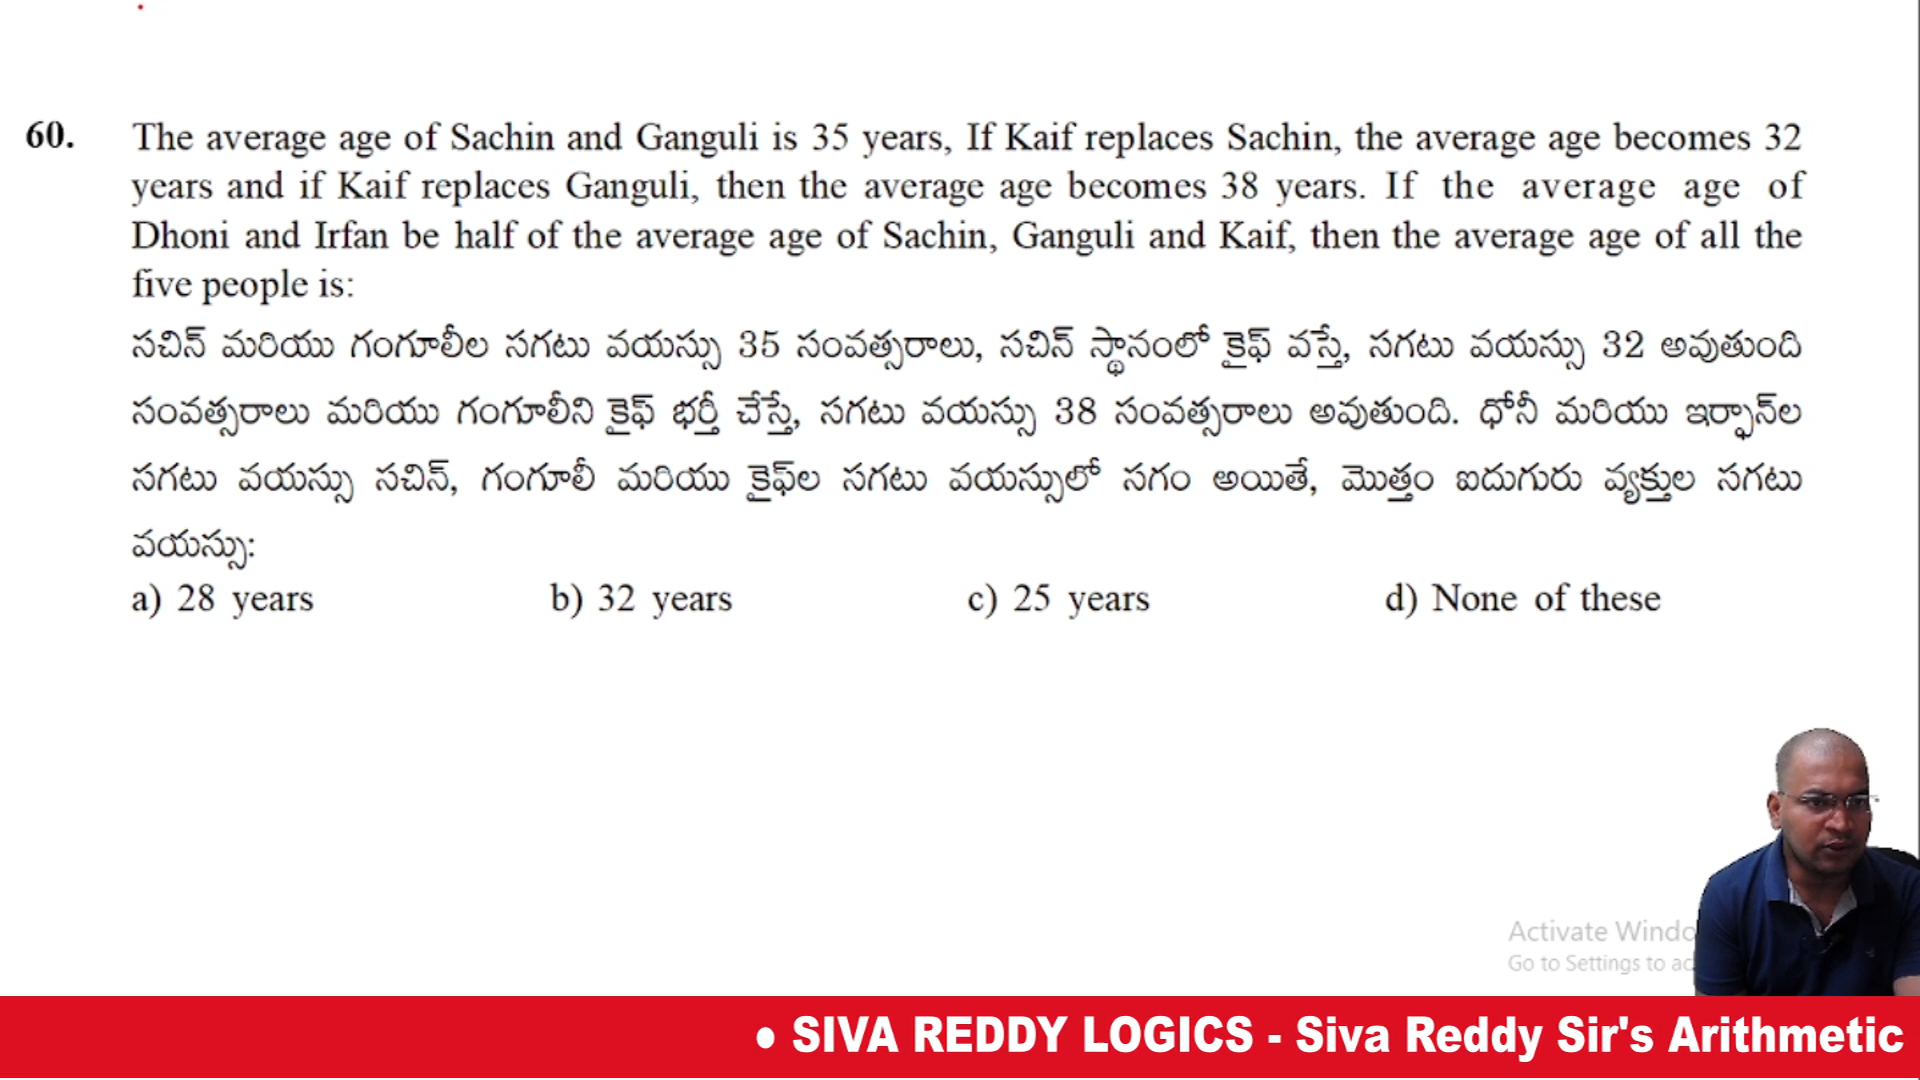 60. The average age of Sachin and Ganguli is 35 years, If Kaif replaces Sachin, the average age becomes 32
years and if Kaif replaces Ganguli, then the average age becomes 38 years. If the average age of
Dhoni and Irfan be half of the average age of Sachin, Ganguli and Kaif, then the average age of all the
five people is:
సచిన్ మరియు గంగూలీల సగటు వయస్సు 35 సంవత్సరాలు, సచిన్ స్థానంలో కైఫ్ వస్తే, సగటు వయస్సు 32 అవుతుంది
సంవత్సరాలు మరియు గంగూలీని కైఫ్ భర్తీ చేస్తే, సగటు వయస్సు 38 సంవత్సరాలు అవుతుంది. ధోనీ మరియు ఇర్ఫాన్‌ల
సగటు వయస్సు సచిన్, గంగూలీ మరియు కైఫ్‌ల సగటు వయస్సులో సగం అయితే, మొత్తం ఐదుగురు వ్యక్తుల సగటు
వయస్సు:
a) 28 years b) 32 years c) 25 years d) None of these
Activate Windo
Go to Settings to ac
• SIVA REDDY LOGICS - Siva Reddy Sir's Arithmetic